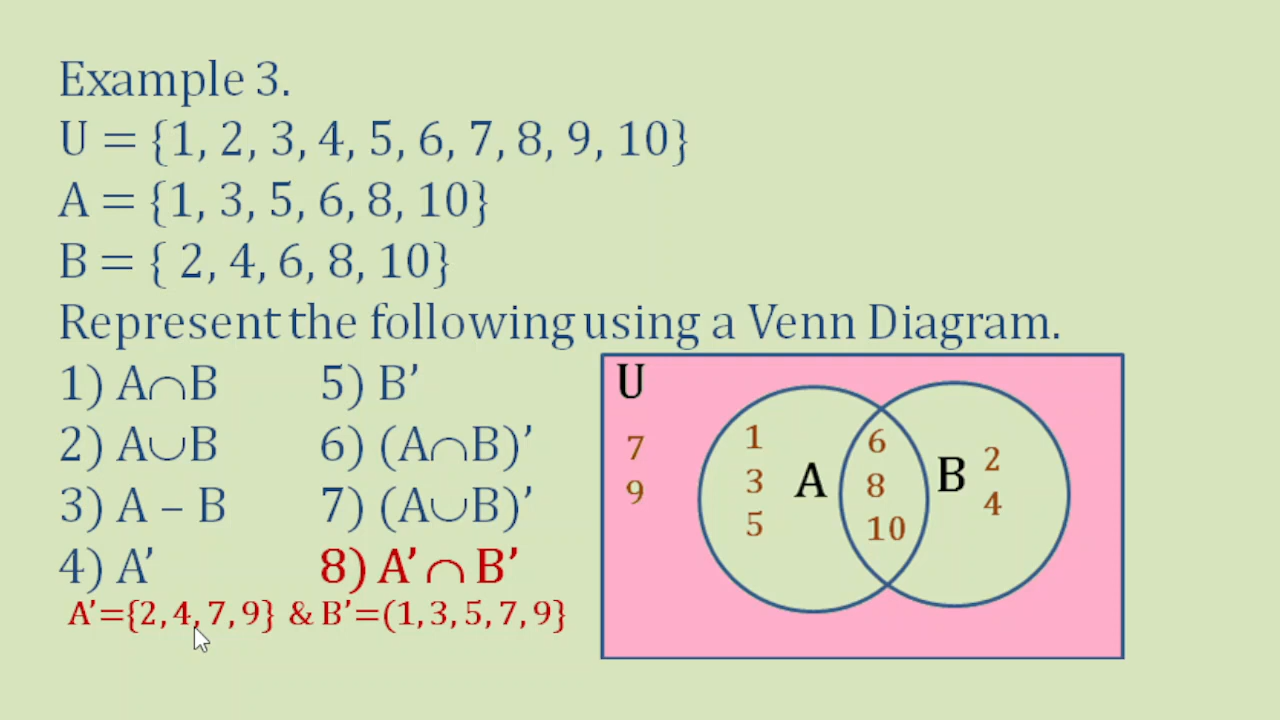 Example 3.
U = {1, 2, 3, 4, 5, 6, 7, 8, 9, 10}
A = {1, 3, 5, 6, 8, 10}
B = { 2, 4, 6, 8, 10}
Represent the following using a Venn Diagram.
1) A∩B
2) A∪B
3) A – B
4) A’
5) B’
6) (A∩B)’
7) (A∪B)’
8) A’ ∩ B’
A’={2, 4, 7, 9} & B’=(1, 3, 5, 7, 9}
U
7
9
1
3
5
A
6
8
10
B
2
4